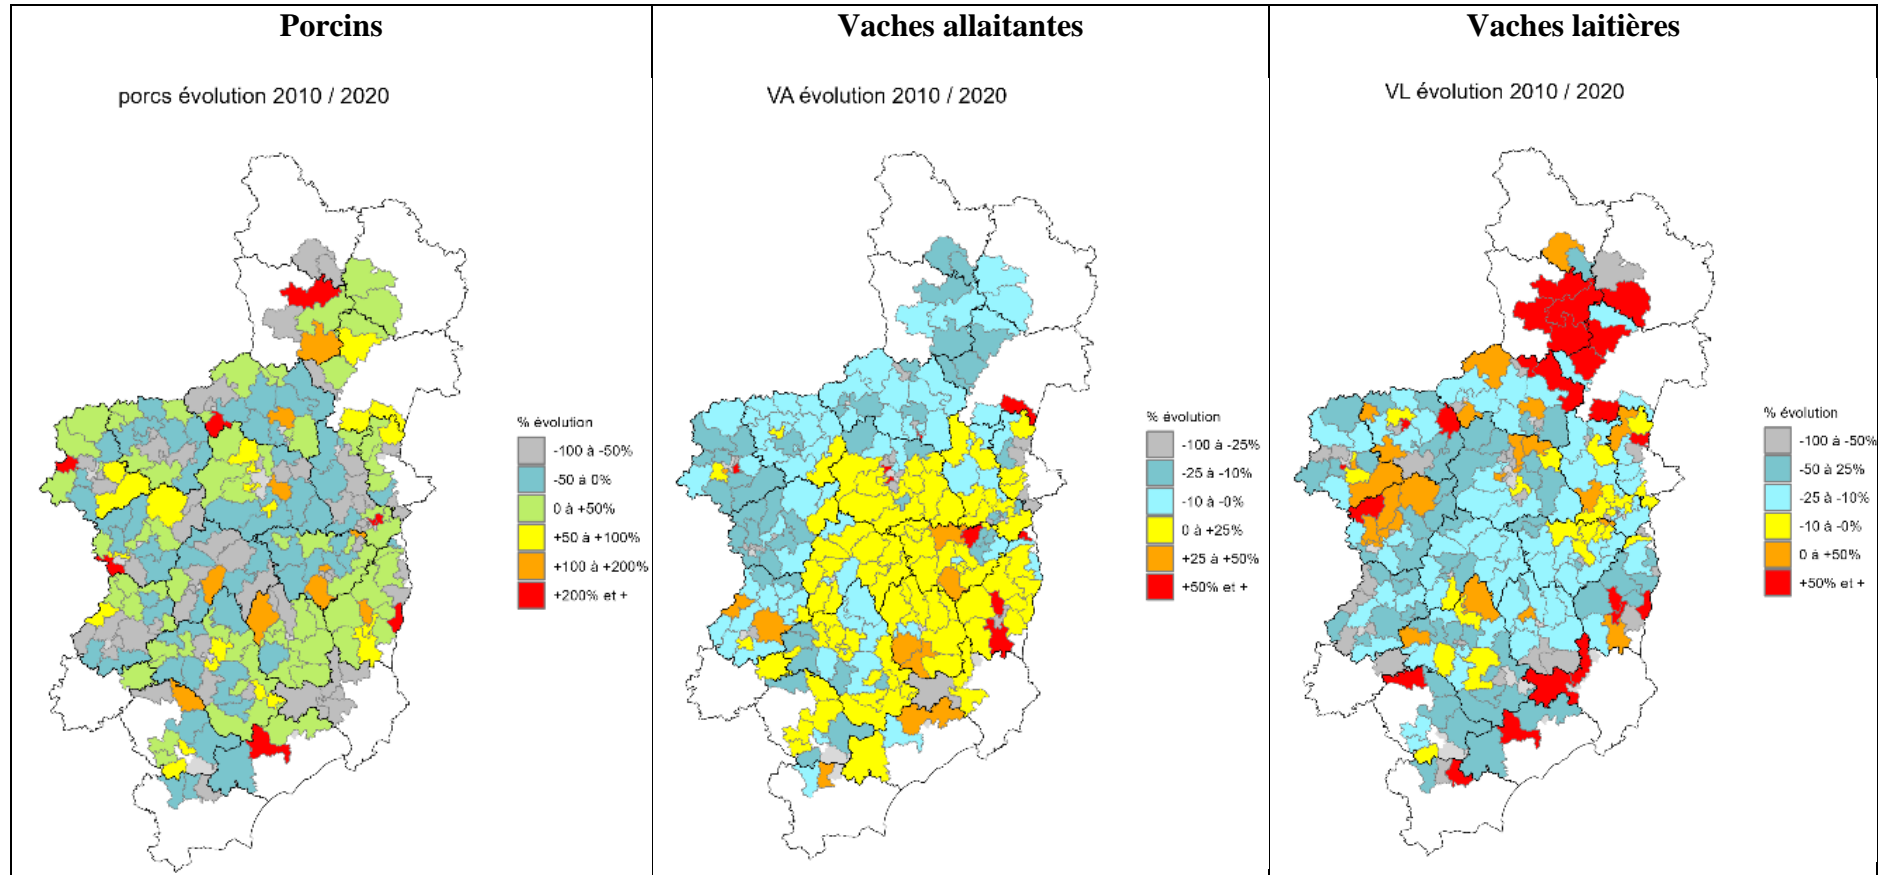 Porcins
porcs évolution 2010 / 2020
% évolution
-100 à -50%
-50 à 0%
0 à +50%
+50 à +100%
+100 à +200%
+200% et +
Vaches allaitantes
VA évolution 2010 / 2020
% évolution
-100 à -25%
-25 à -10%
-10 à -0%
0 à +25%
+25 à +50%
+50% et +
Vaches laitières
VL évolution 2010 / 2020
% évolution
-100 à -50%
-50 à 25%
-25 à -10%
-10 à -0%
0 à +50%
+50% et +